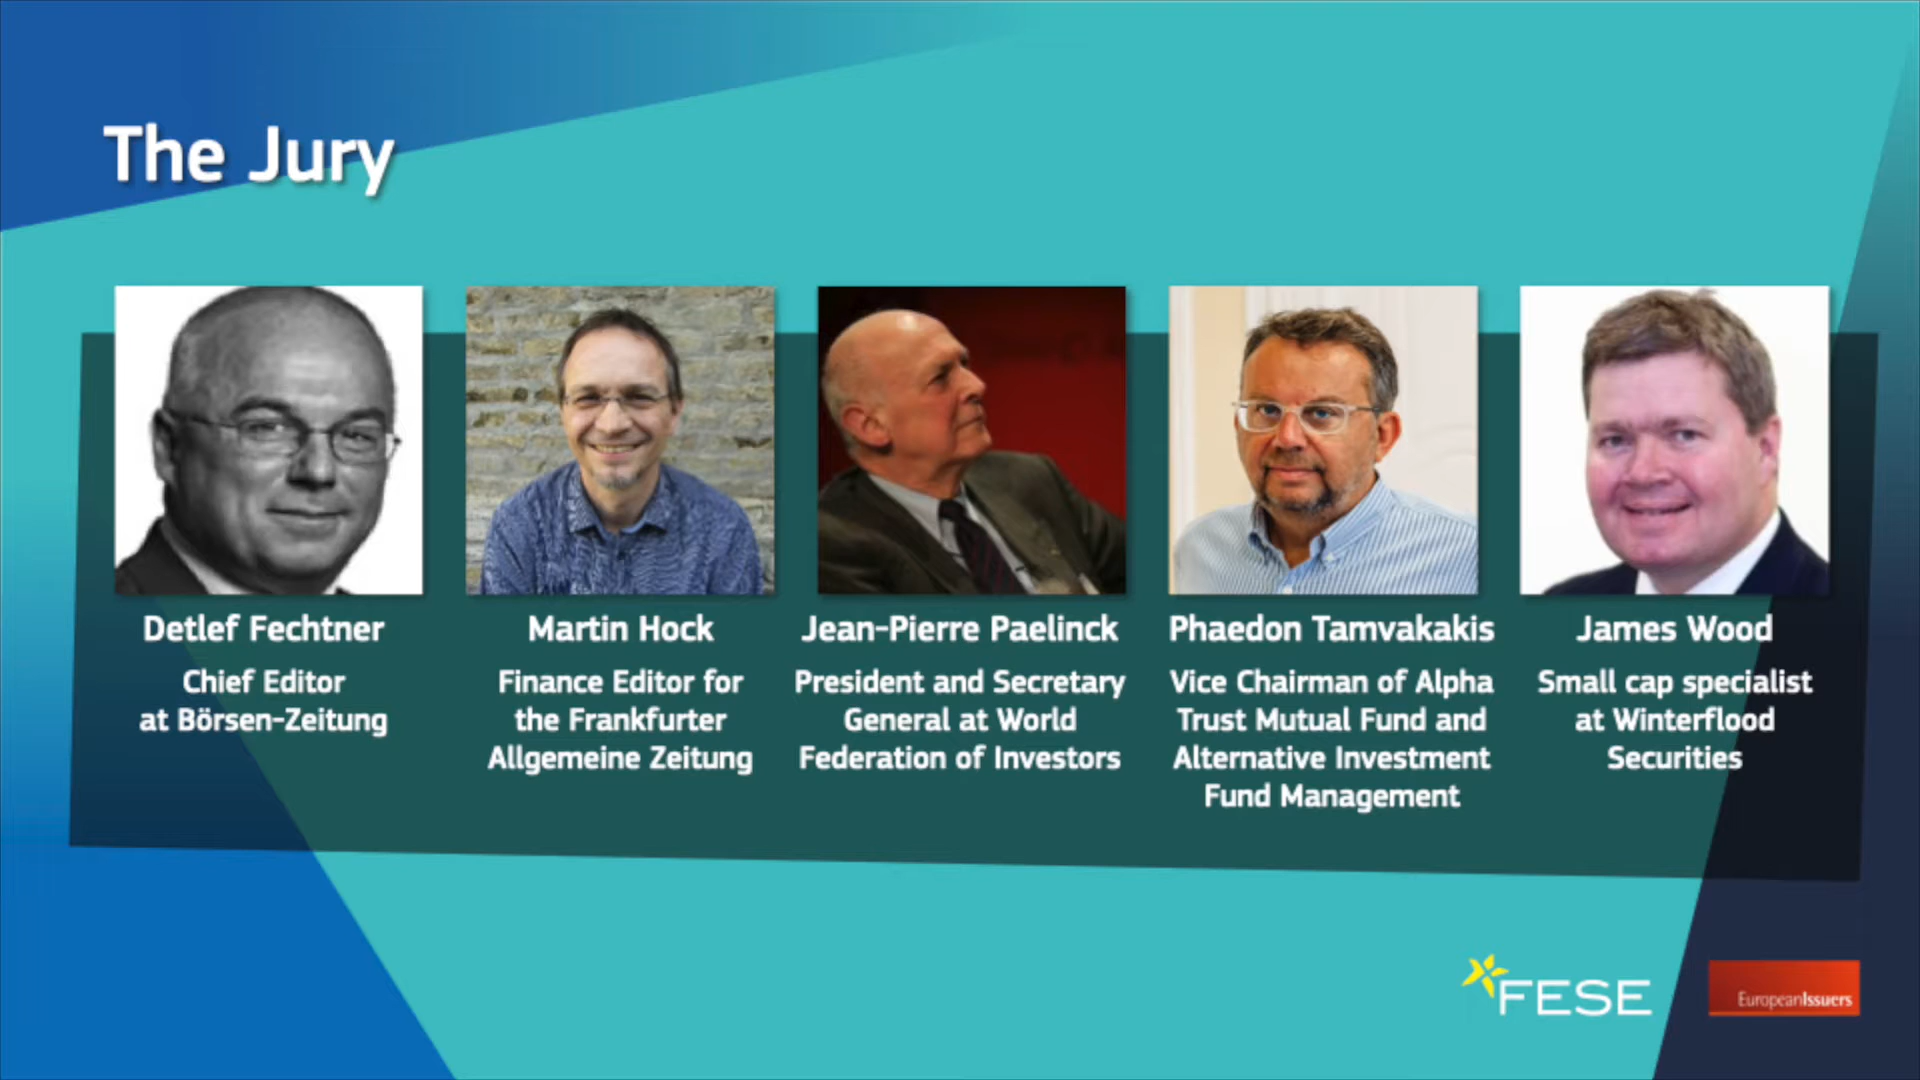 The Jury
Detlef Fechtner
Chief Editor
at Börsen-Zeitung
Martin Hock
Finance Editor for
the Frankfurter
Allgemeine Zeitung
Jean-Pierre Paelinck
President and Secretary
General at World
Federation of Investors
Phaedon Tamvakakis
Vice Chairman of Alpha
Trust Mutual Fund and
Alternative Investment
Fund Management
James Wood
Small cap specialist
at Winterflood
Securities
FESE
EuropeanIssuers